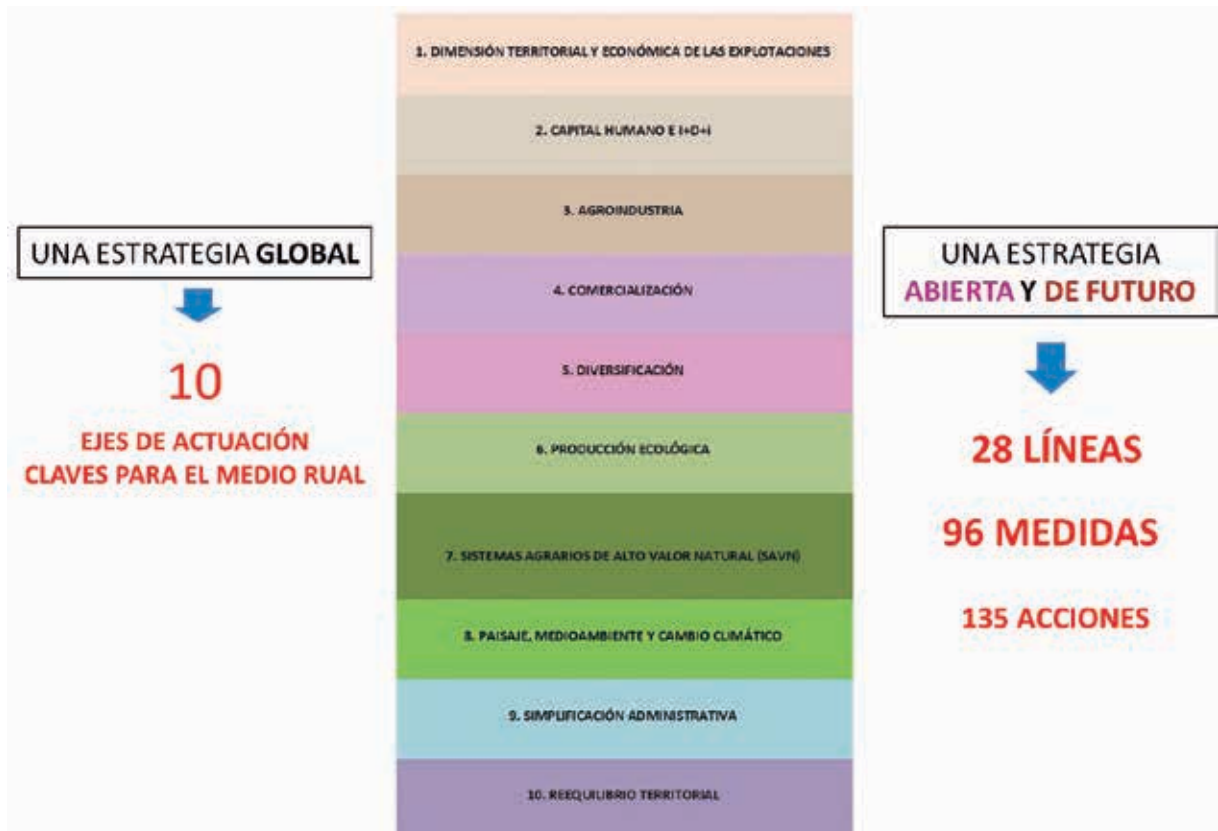 UNA ESTRATEGIA GLOBAL
10
EJES DE ACTUACIÓN
CLAVES PARA EL MEDIO RUAL
1. DIMENSIÓN TERRITORIAL Y ECONÓMICA DE LAS EXPLOTACIONES
2. CAPITAL HUMANO E I+D+I
3. AGROINDUSTRIA
4. COMERCIALIZACIÓN
5. DIVERSIFICACIÓN
6. PRODUCCIÓN ECOLÓGICA
7. SISTEMAS AGRARIOS DE ALTO VALOR NATURAL (SAVN)
8. PAISAJE, MEDIOAMBIENTE Y CAMBIO CLIMÁTICO
9. SIMPLIFICACIÓN ADMINISTRATIVA
10. REEQUILIBRIO TERRITORIAL
UNA ESTRATEGIA
ABIERTA Y DE FUTURO
28 LÍNEAS
96 MEDIDAS
135 ACCIONES